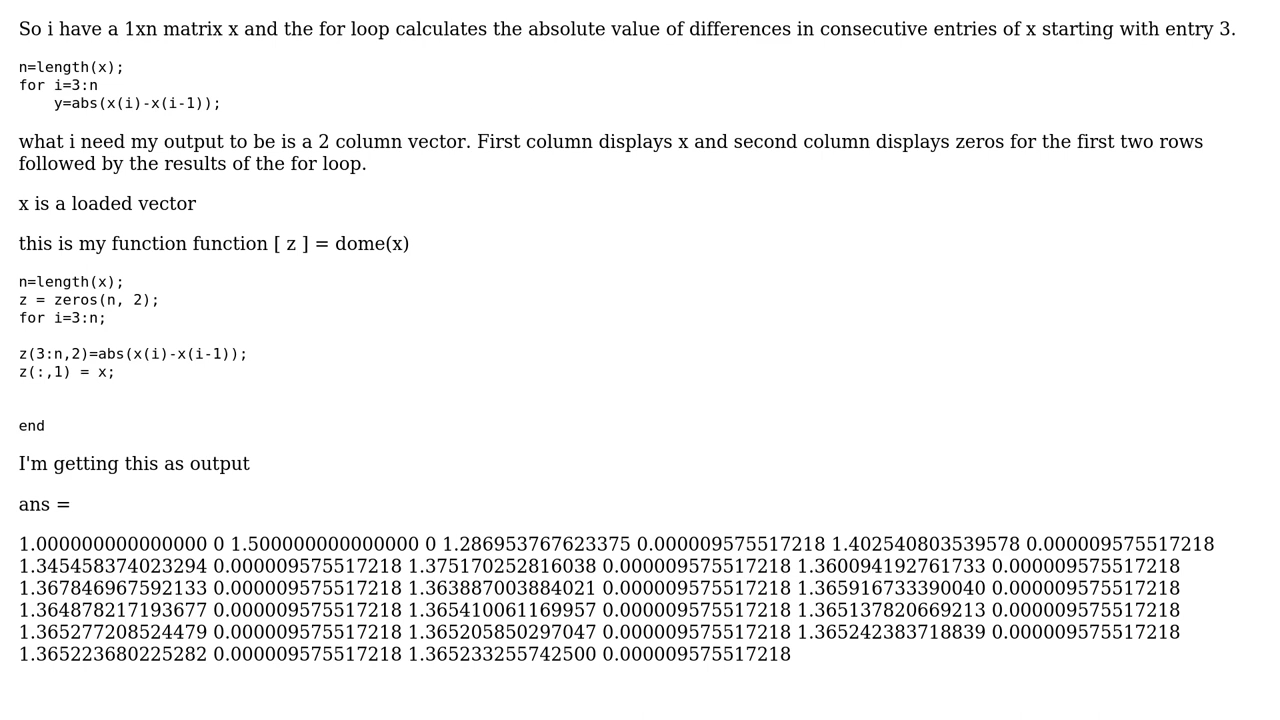 So i have a 1xn matrix x and the for loop calculates the absolute value of differences in consecutive entries of x starting with entry 3.
n=length(x);
for i=3:n
    y=abs(x(i)-x(i-1));
what i need my output to be is a 2 column vector. First column displays x and second column displays zeros for the first two rows
followed by the results of the for loop.
x is a loaded vector
this is my function function [ z ] = dome(x)
n=length(x);
z = zeros(n, 2);
for i=3:n;
z(3:n,2)=abs(x(i)-x(i-1));
z(:,1) = x;
end
I'm getting this as output
ans =
1.000000000000000 0 1.500000000000000 0 1.286953767623375 0.000009575517218 1.402540803539578 0.000009575517218
1.345458374023294 0.000009575517218 1.375170252816038 0.000009575517218 1.360094192761733 0.000009575517218
1.367846967592133 0.000009575517218 1.363887003884021 0.000009575517218 1.365916733390040 0.000009575517218
1.364878217193677 0.000009575517218 1.365410061169957 0.000009575517218 1.365137820669213 0.000009575517218
1.365277208524479 0.000009575517218 1.365205850297047 0.000009575517218 1.365242383718839 0.000009575517218
1.365223680225282 0.000009575517218 1.365233255742500 0.000009575517218